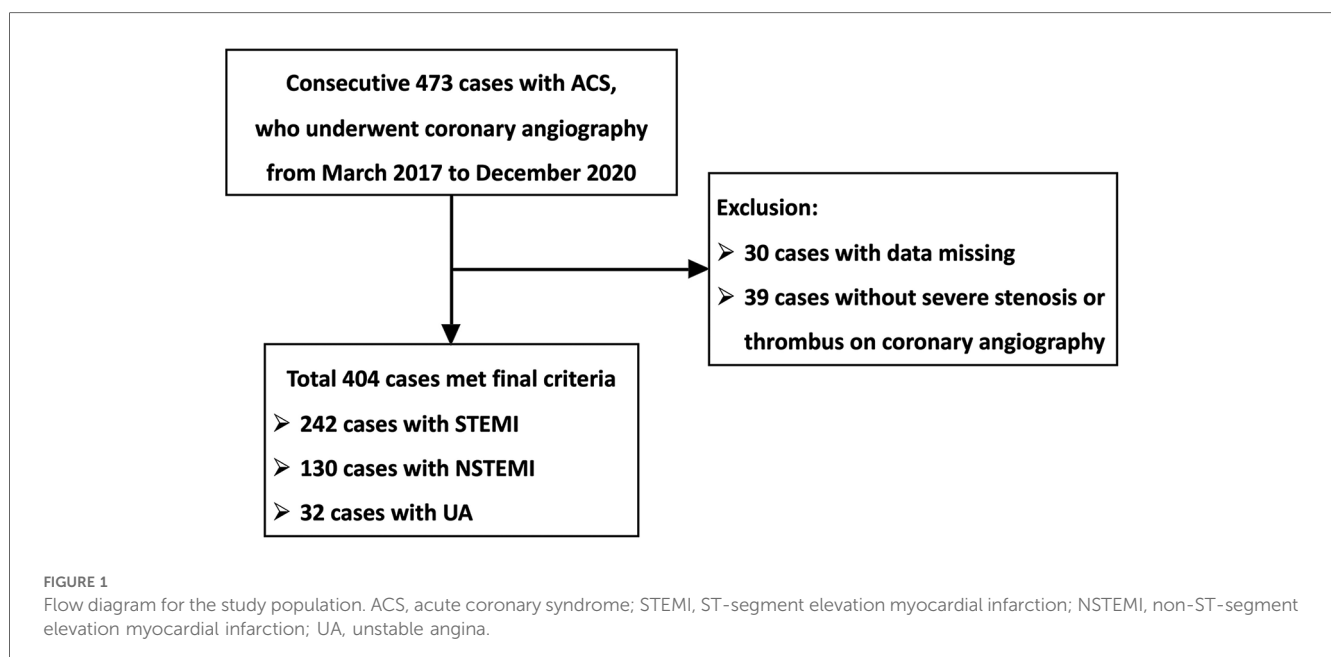 Consecutive 473 cases with ACS,
who underwent coronary angiography
from March 2017 to December 2020
Exclusion:
➢ 30 cases with data missing
➢ 39 cases without severe stenosis or
thrombus on coronary angiography
Total 404 cases met final criteria
➢ 242 cases with STEMI
➢ 130 cases with NSTEMI
➢ 32 cases with UA
FIGURE 1
Flow diagram for the study population. ACS, acute coronary syndrome; STEMI, ST-segment elevation myocardial infarction; NSTEMI, non-ST-segment
elevation myocardial infarction; UA, unstable angina.